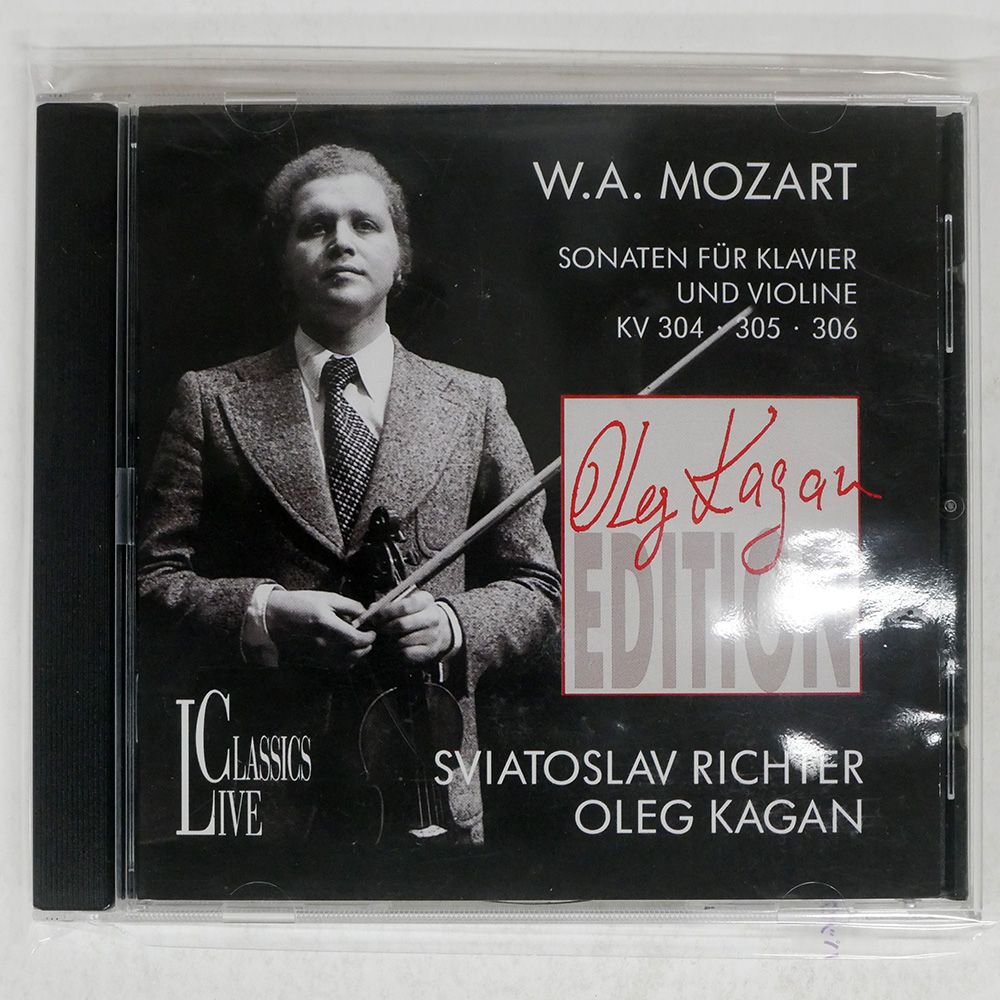 W.A. MOZART
SONATEN FÜR KLAVIER
UND VIOLINE
KV 304 · 305 · 306
Oleg Kagan
EDITION
CLASSICS
LIVE
SVIATOSLAV RICHTER
OLEG KAGAN